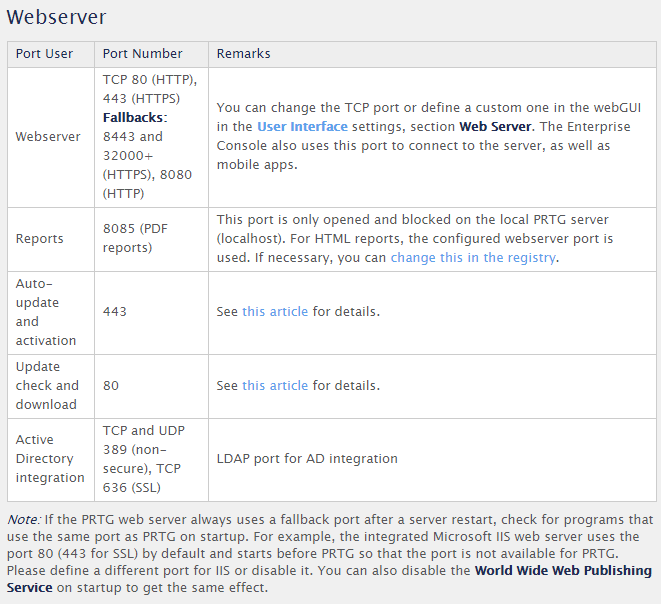 Webserver
Port User
Port Number
Remarks
Webserver
TCP 80 (HTTP),
443 (HTTPS)
Fallbacks:
8443 and
32000+
(HTTPS), 8080
(HTTP)
You can change the TCP port or define a custom one in the webGUI
in the User Interface settings, section Web Server. The Enterprise
Console also uses this port to connect to the server, as well as
mobile apps.
Reports
8085 (PDF
reports)
This port is only opened and blocked on the local PRTG server
(localhost). For HTML reports, the configured webserver port is
used. If necessary, you can change this in the registry.
Auto-
update
and
activation
443
See this article for details.
Update
check and
download
80
See this article for details.
Active
Directory
integration
TCP and UDP
389 (non-
secure), TCP
636 (SSL)
LDAP port for AD integration
Note: If the PRTG web server always uses a fallback port after a server restart, check for programs that
use the same port as PRTG on startup. For example, the integrated Microsoft IIS web server uses the
port 80 (443 for SSL) by default and starts before PRTG so that the port is not available for PRTG.
Please define a different port for IIS or disable it. You can also disable the World Wide Web Publishing
Service on startup to get the same effect.